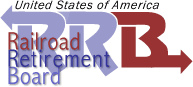 United States of America
RRB
Railroad
Retirement
Board